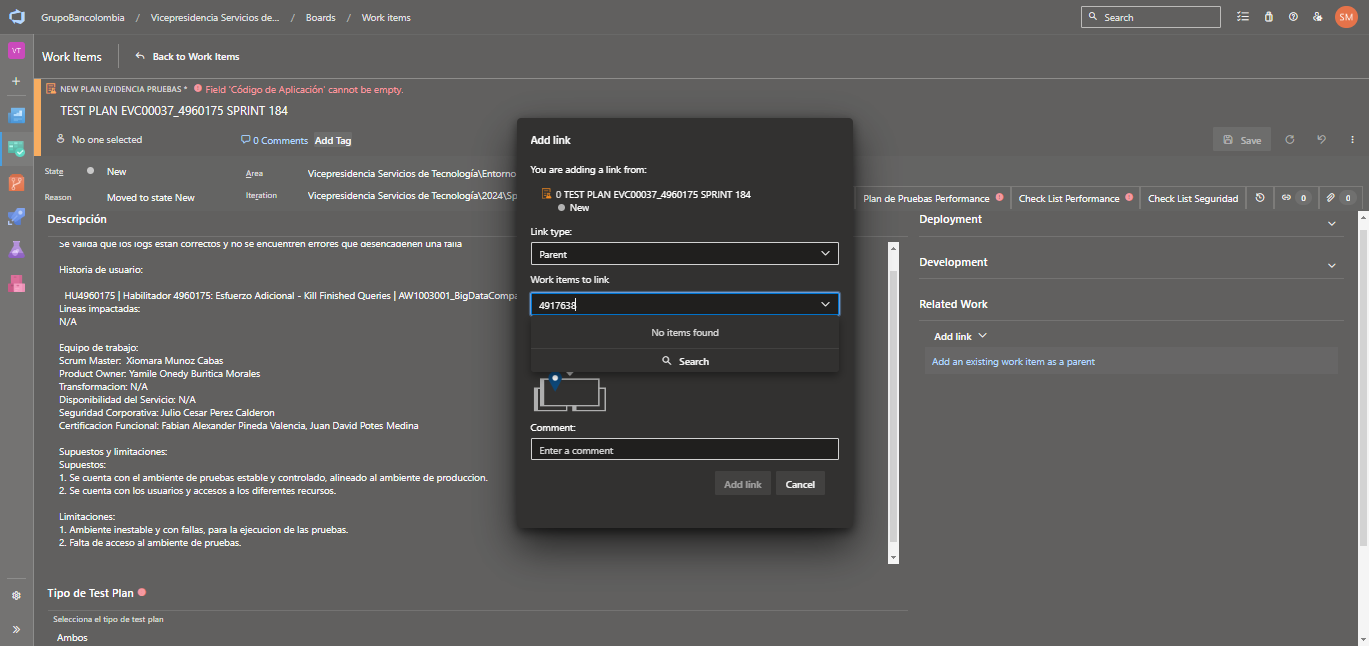 GrupoBancolombia / Vicepresidencia Servicios de... / Boards / Work items
Search
SM
VT
Work Items
Back to Work Items
NEW PLAN EVIDENCIA PRUEBAS * Field 'Código de Aplicación' cannot be empty.
TEST PLAN EVC00037_4960175 SPRINT 184
No one selected
0 Comments
Add Tag
Save
State
New
Area
Vicepresidencia Servicios de Tecnología\Entorno
Reason
Moved to state New
Iteration
Vicepresidencia Servicios de Tecnología\2024\Sp
Plan de Pruebas Performance
Check List Performance
Check List Seguridad
0
0
Descripción
Se valida que los logs estan correctos y no se encuentren errores que desencadenen una falla
Historia de usuario:
HU4960175 | Habilitador 4960175: Esfuerzo Adicional - Kill Finished Queries | AW1003001_BigDataCompa
Lineas impactadas:
N/A
Equipo de trabajo:
Scrum Master: Xiomara Munoz Cabas
Product Owner: Yamile Onedy Buritica Morales
Transformacion: N/A
Disponibilidad del Servicio: N/A
Seguridad Corporativa: Julio Cesar Perez Calderon
Certificacion Funcional: Fabian Alexander Pineda Valencia, Juan David Potes Medina
Supuestos y limitaciones:
Supuestos:
1. Se cuenta con el ambiente de pruebas estable y controlado, alineado al ambiente de produccion.
2. Se cuenta con los usuarios y accesos a los diferentes recursos.
Limitaciones:
1. Ambiente inestable y con fallas, para la ejecucion de las pruebas.
2. Falta de acceso al ambiente de pruebas.
Tipo de Test Plan
Selecciona el tipo de test plan
Ambos
Add link
You are adding a link from:
0 TEST PLAN EVC00037_4960175 SPRINT 184
New
Link type:
Parent
Work items to link
4917638
No items found
Search
Comment:
Enter a comment
Add link
Cancel
Deployment
Development
Related Work
Add link
Add an existing work item as a parent